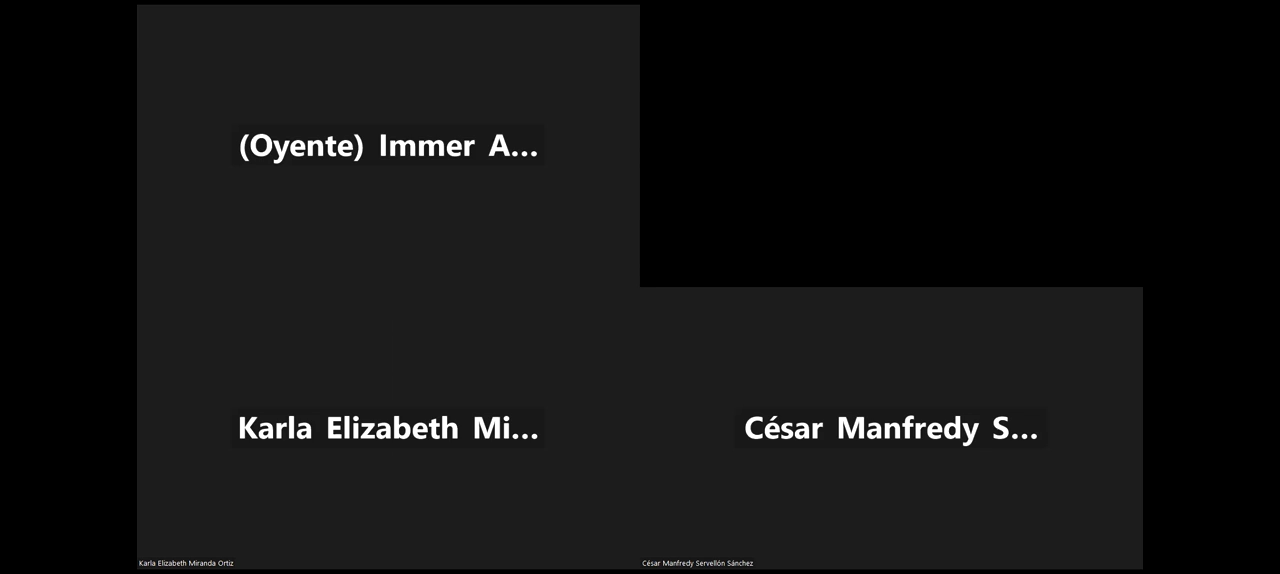 (Oyente) Immer A...
Karla Elizabeth Mi...
César Manfredy S...
Karla Elizabeth Miranda Ortiz
César Manfredy Servellón Sánchez